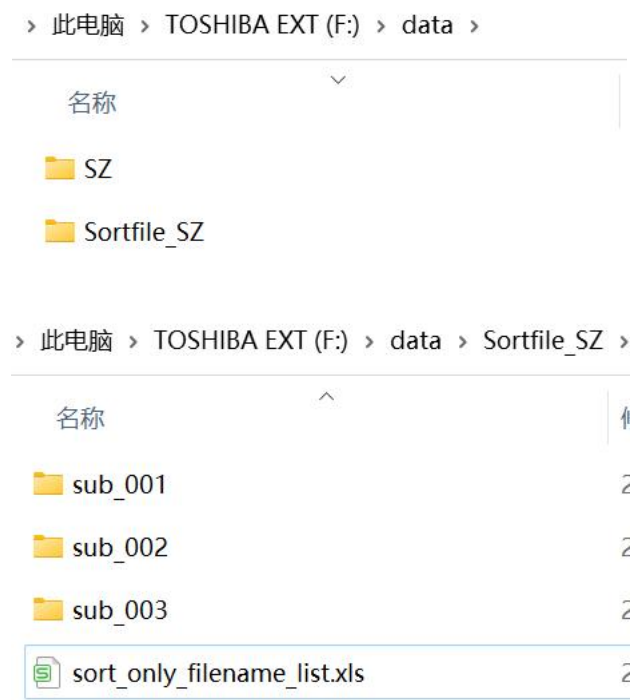 > 此电脑 > TOSHIBA EXT (F:) > data >
名称
SZ
Sortfile_SZ
> 此电脑 > TOSHIBA EXT (F:) > data > Sortfile_SZ >
名称
sub_001
sub_002
sub_003
sort_only_filename_list.xls